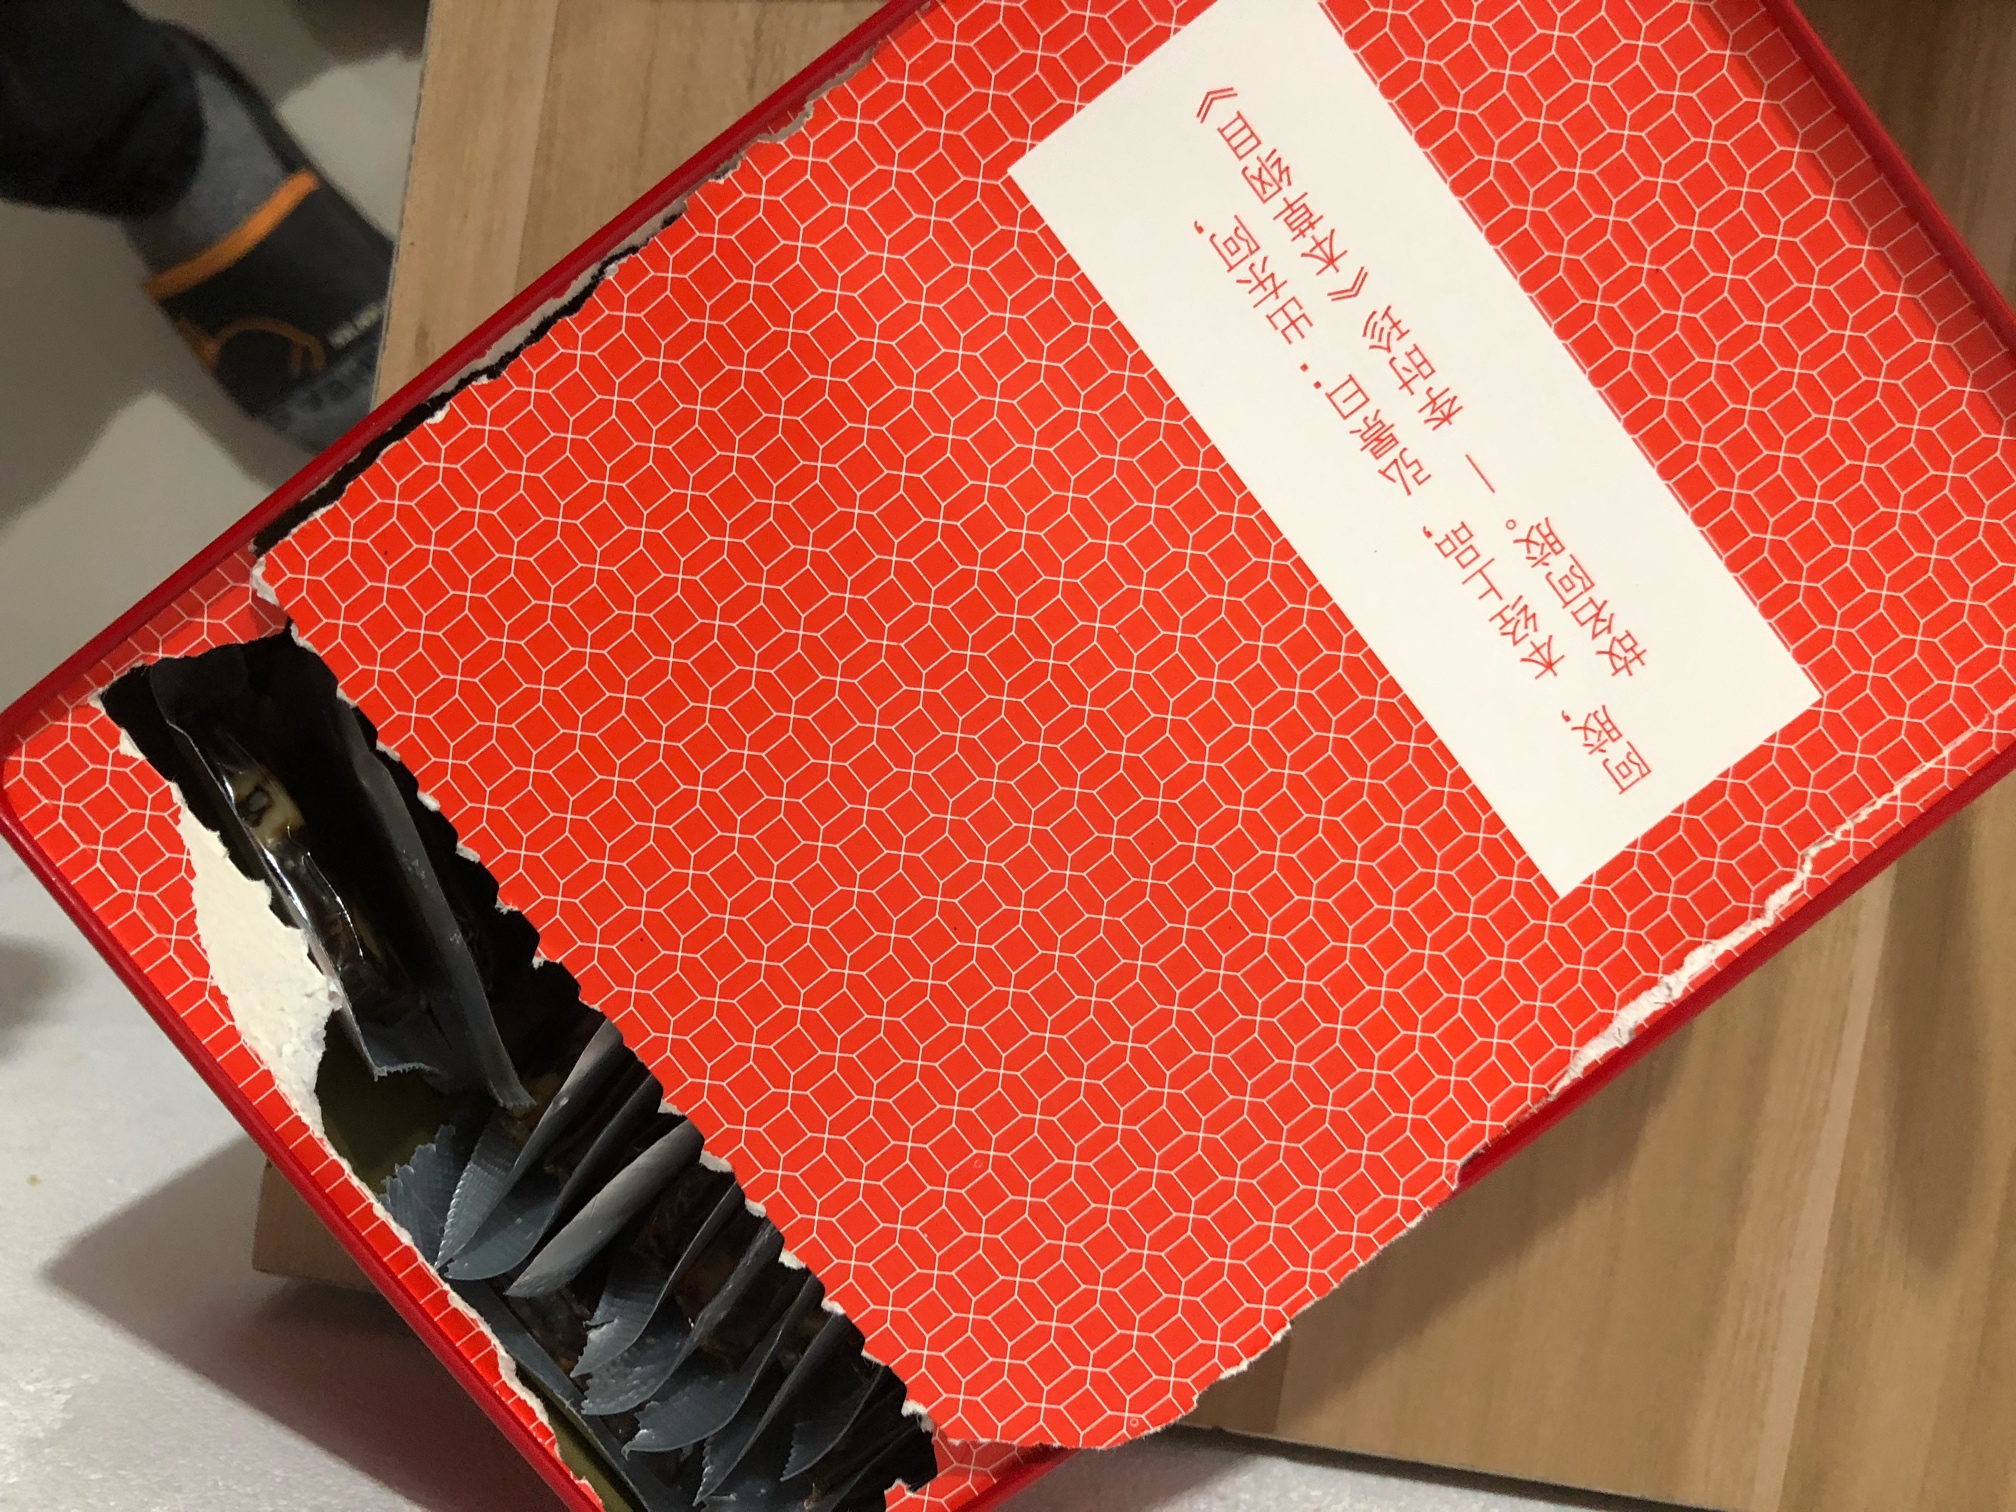 阿胶，本经上品，弘景曰：出东阿，
故名阿胶。— 李时珍《本草纲目》